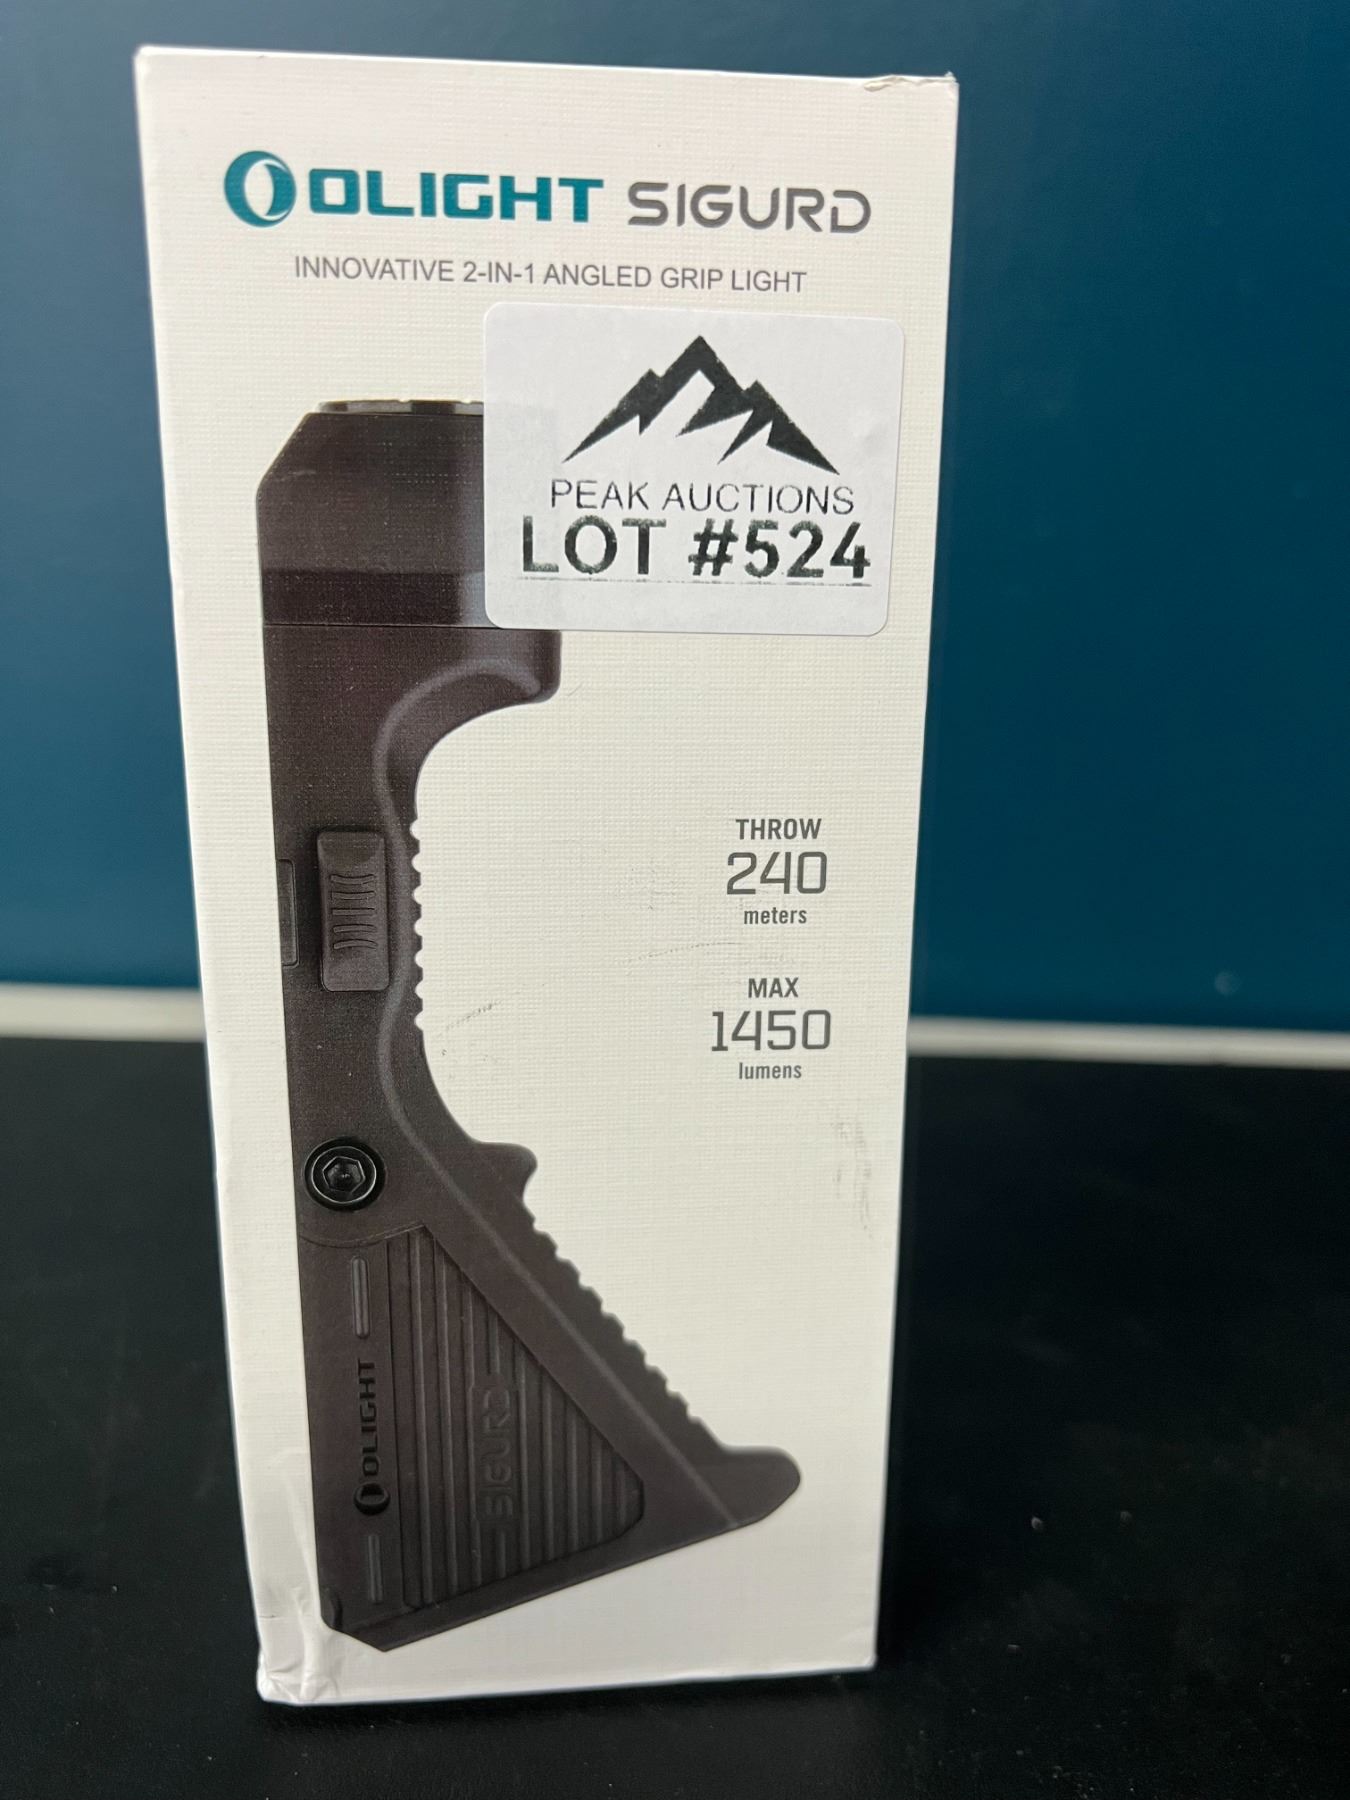 OLIGHT SIGURD
INNOVATIVE 2-IN-1 ANGLED GRIP LIGHT
PEAK AUCTIONS
LOT #524
THROW
240
meters
MAX
1450
lumens
OLIGHT
SIGURD